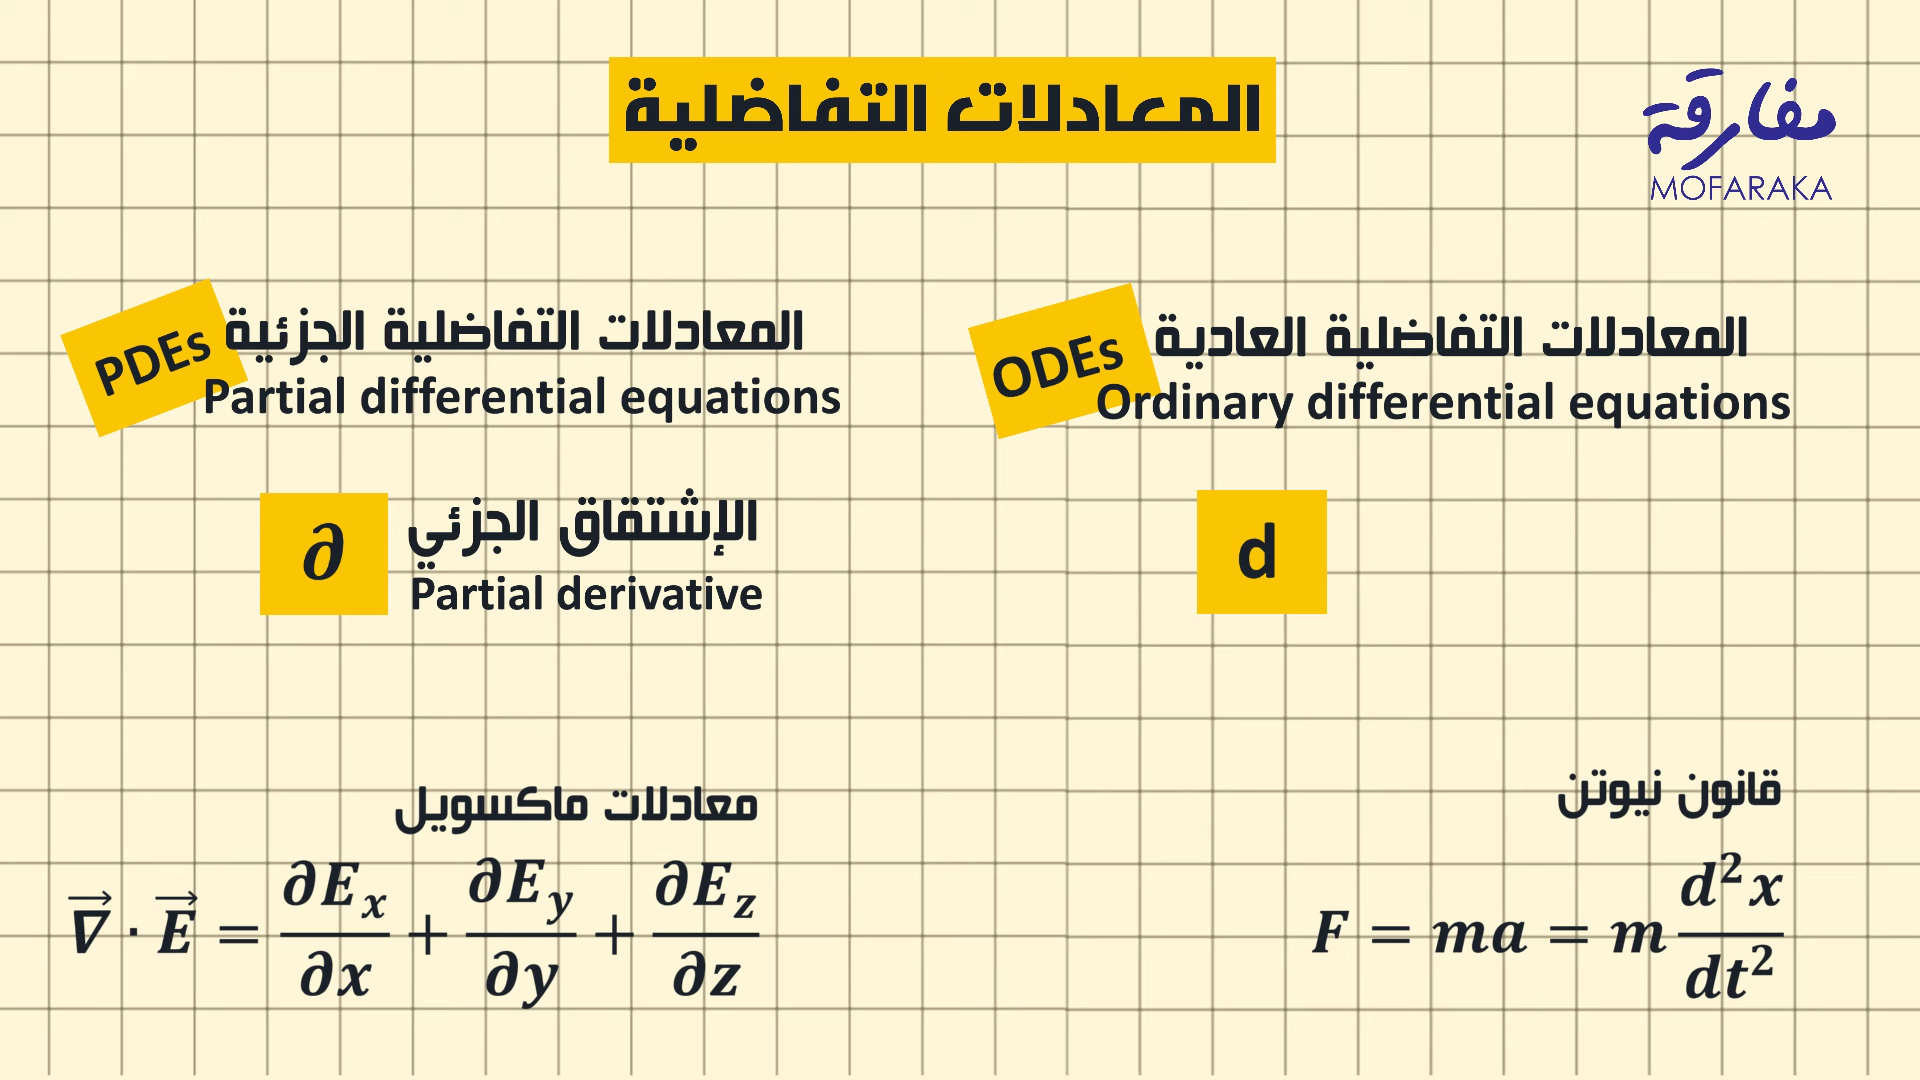 المعادلات التفاضلية
مفارقة
MOFARAKA
ODEs
المعادلات التفاضلية العادية
Ordinary differential equations
d
قانون نيوتن
F = ma = m d²x / dt²
PDEs
المعادلات التفاضلية الجزئية
Partial differential equations
∂
الإشتقاق الجزئي
Partial derivative
معادلات ماكسويل
∇⃗ · E⃗ = ∂Eₓ/∂x + ∂E_y/∂y + ∂E_z/∂z